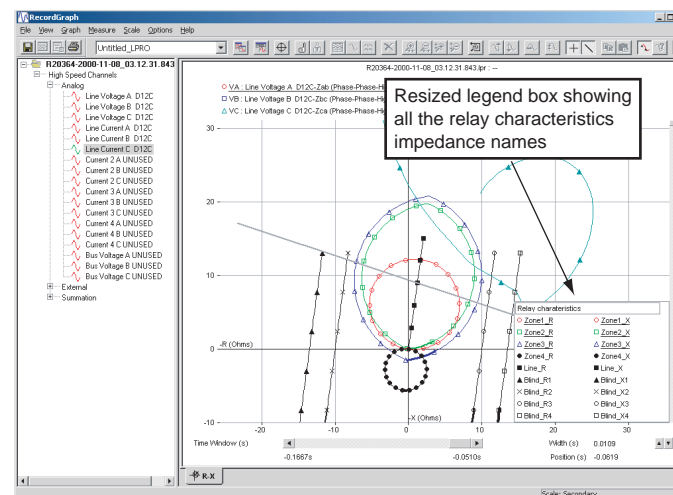 RecordGraph
File View Graph Measure Scale Options Help
Untitled_LPRO
R20364-2000-11-08_03.12.31.843
High Speed Channels
Analog
Line Voltage A D12C
Line Voltage B D12C
Line Voltage C D12C
Line Current A D12C
Line Current B D12C
Line Current C D12C
Current 2 A UNUSED
Current 2 B UNUSED
Current 2 C UNUSED
Current 3 A UNUSED
Current 3 B UNUSED
Current 3 C UNUSED
Current 4 A UNUSED
Current 4 B UNUSED
Current 4 C UNUSED
Bus Voltage A UNUSED
Bus Voltage B UNUSED
Bus Voltage C UNUSED
External
Summation
R20364-2000-11-08_03.12.31.843.lpr : --
VA : Line Voltage A D12C-Zab (Phase-Phase-Hi
VB : Line Voltage B D12C-Zbc (Phase-Phase-Hi
VC : Line Voltage C D12C-Zca (Phase-Phase-Hi
Resized legend box showing
all the relay characteristics
impedance names
30
20
10
0
-10
-R (Ohms)
-X (Ohms)
-20 -10 0 10 20 30
Relay charateristics
Zone1_R Zone1_X
Zone2_R Zone2_X
Zone3_R Zone3_X
Zone4_R Zone4_X
Line_R Line_X
Blind_R1 Blind_X1
Blind_R2 Blind_X2
Blind_R3 Blind_X3
Blind_R4 Blind_X4
Time Window (s) Width (s) 0.0109
-0.1667s -0.0510s Position (s) -0.0619
R-X
Scale: Secondary